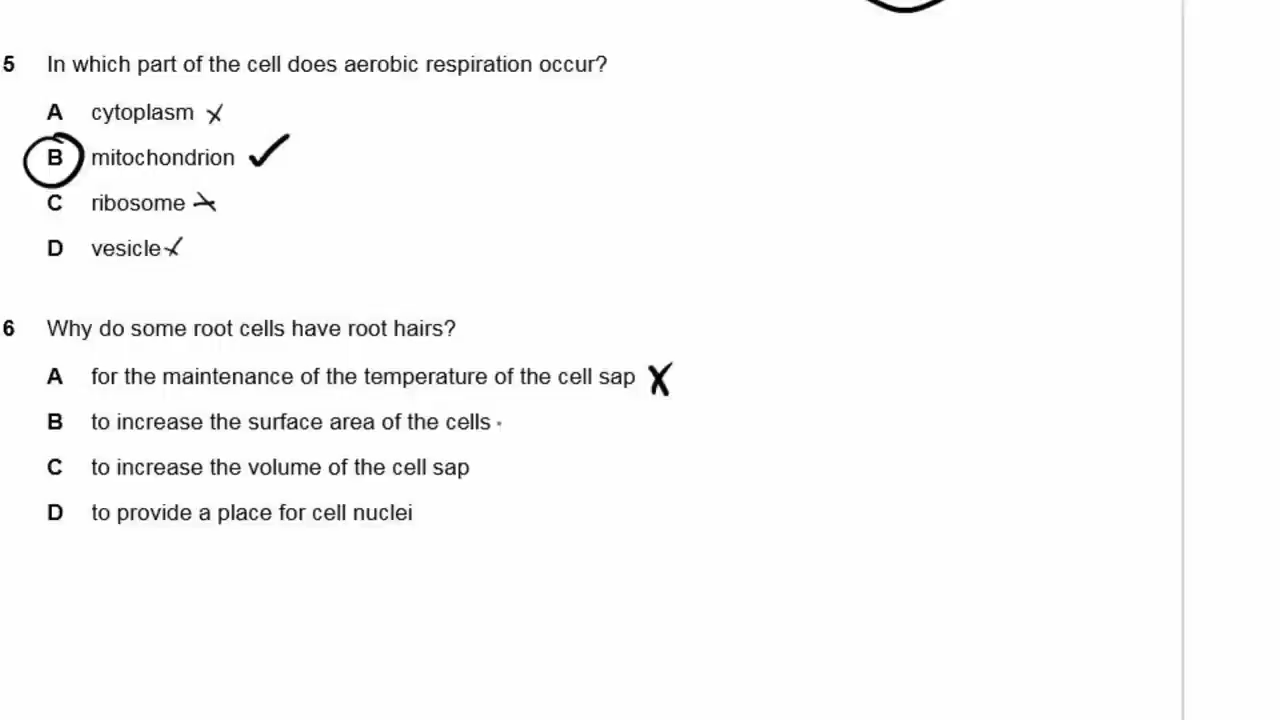 5 In which part of the cell does aerobic respiration occur?
A cytoplasm
B mitochondrion
C ribosome
D vesicle
6 Why do some root cells have root hairs?
A for the maintenance of the temperature of the cell sap
B to increase the surface area of the cells
C to increase the volume of the cell sap
D to provide a place for cell nuclei